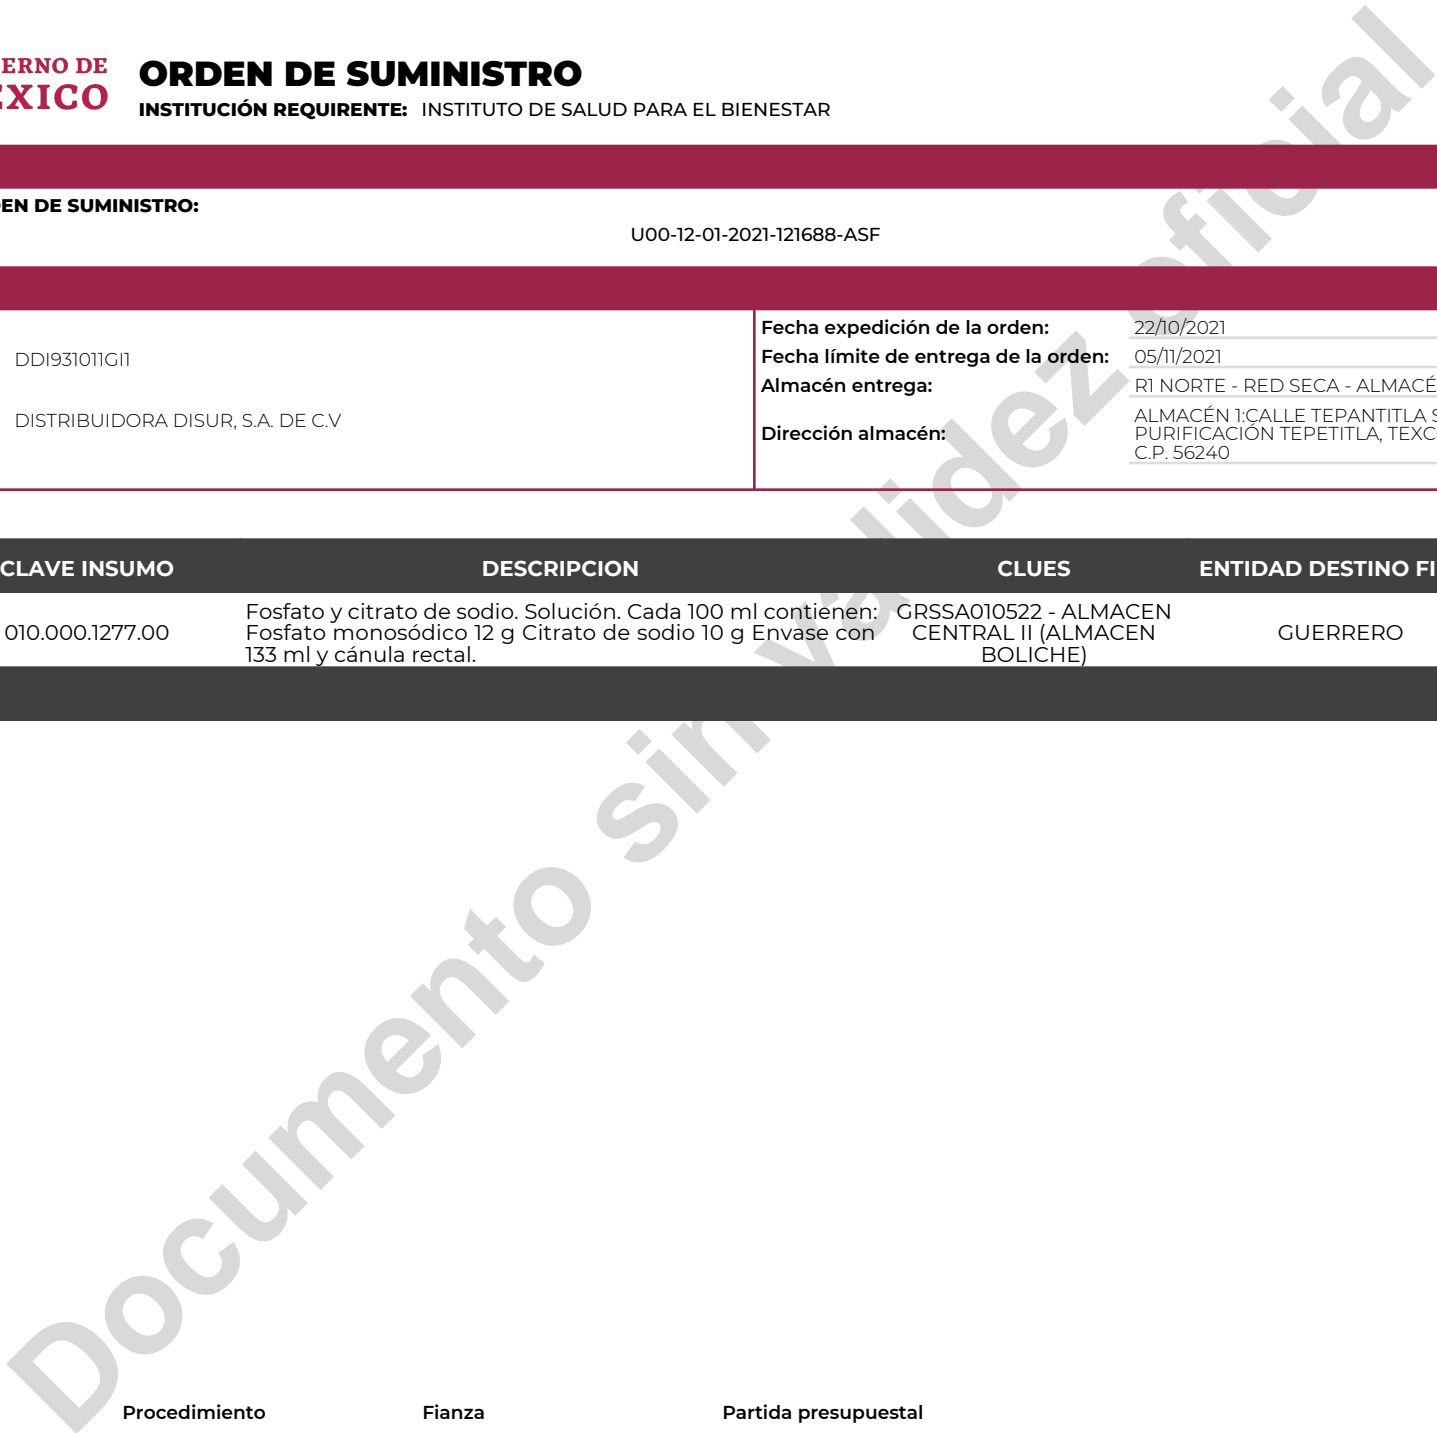 ERNO DE
EXICO
ORDEN DE SUMINISTRO
INSTITUCIÓN REQUIRENTE: INSTITUTO DE SALUD PARA EL BIENESTAR
EN DE SUMINISTRO:
U00-12-01-2021-121688-ASF
DDI931011GI1
DISTRIBUIDORA DISUR, S.A. DE C.V
Fecha expedición de la orden: 22/10/2021
Fecha límite de entrega de la orden: 05/11/2021
Almacén entrega: R1 NORTE - RED SECA - ALMACÉ
Dirección almacén:
ALMACÉN 1:CALLE TEPANTITLA S
PURIFICACIÓN TEPETITLA, TEXC
C.P. 56240
CLAVE INSUMO DESCRIPCION CLUES ENTIDAD DESTINO FI
010.000.1277.00
Fosfato y citrato de sodio. Solución. Cada 100 ml contienen:
Fosfato monosódico 12 g Citrato de sodio 10 g Envase con
133 ml y cánula rectal.
GRSSA010522 - ALMACEN
CENTRAL II (ALMACEN
BOLICHE)
GUERRERO
Documento sin validez oficial
Procedimiento Fianza Partida presupuestal